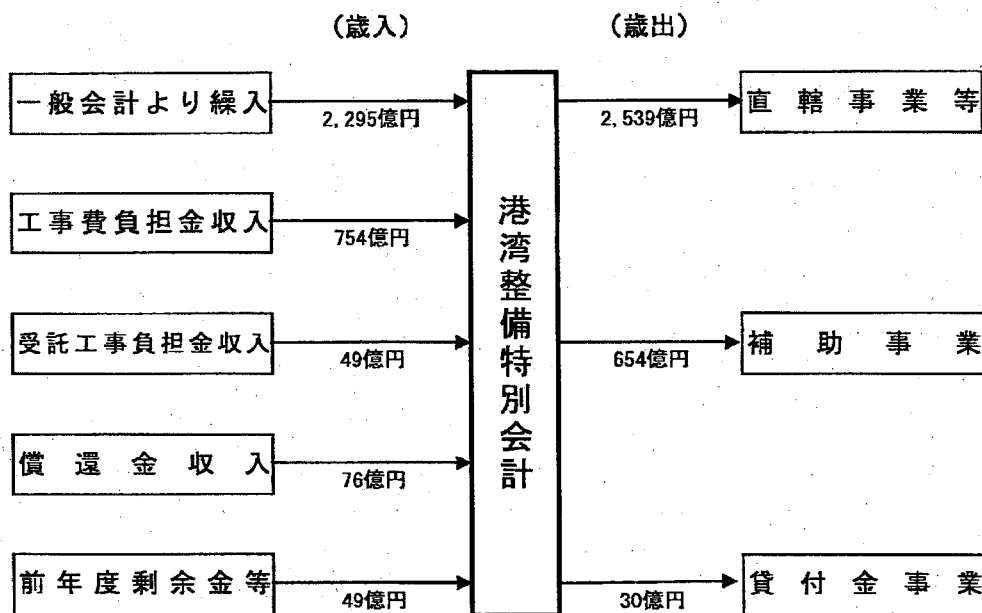 (歳入)
(歳出)
一般会計より繰入
2,295億円
2,539億円
直轄事業等
工事費負担金収入
754億円
港湾整備特別会計
受託工事負担金収入
49億円
654億円
補助事業
償還金収入
76億円
前年度剰余金等
49億円
30億円
貸付金事業